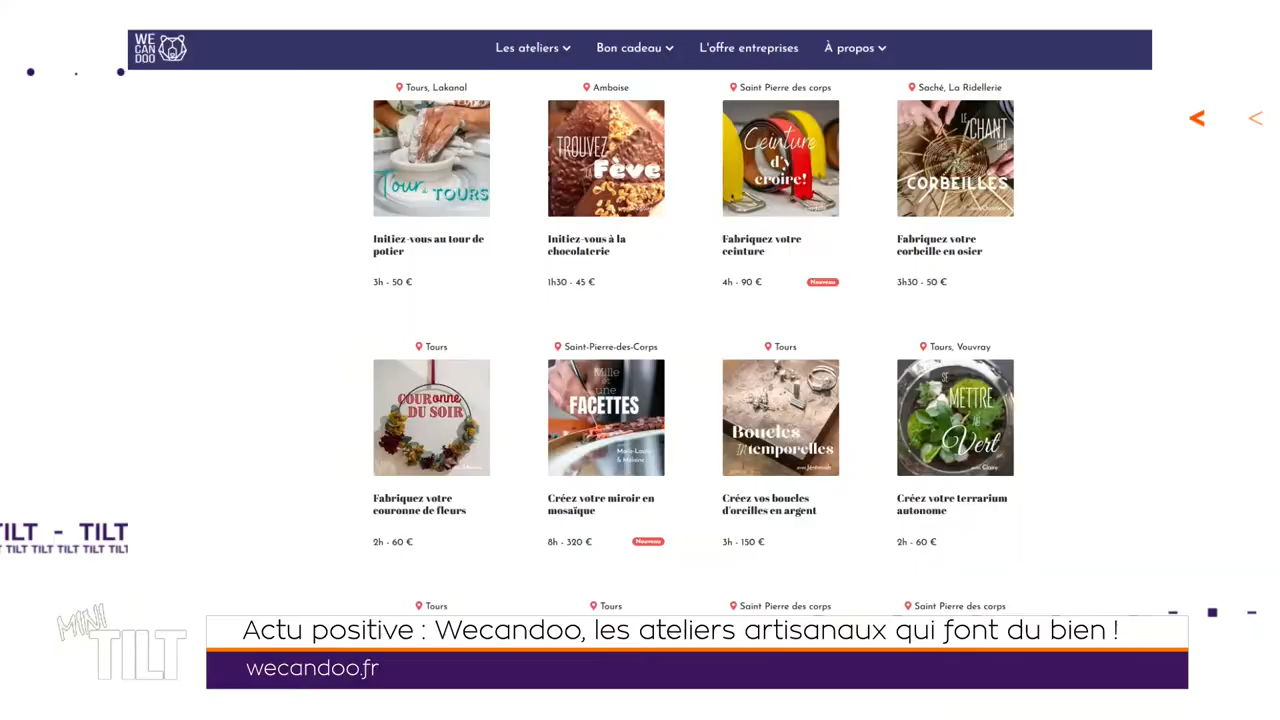 WE
CAN
DOO
Les ateliers
Bon cadeau
L'offre entreprises
À propos
Tours, Lakanal
Amboise
Saint Pierre des corps
Saché, La Ridellerie
Tour
TOURS
TROUVEZ
Fève
Ceinture
d'y
croire!
LE
CHANT
DES
CORBEILLES
Initiez-vous au tour de
potier
Initiez-vous à la
chocolaterie
Fabriquez votre
ceinture
Fabriquez votre
corbeille en osier
3h - 50 €
1h30 - 45 €
4h - 90 €
Nouveau
3h30 - 50 €
Tours
Saint-Pierre-des-Corps
Tours
Tours, Vouvray
COURonne
DU SOIR
Mille
et
une
FACETTES
Marie-Laure
Boucles
INtemporelles
avec Jérémiah
SE
METTRE
AU
Vert
avec Claire
Fabriquez votre
couronne de fleurs
Créez votre miroir en
mosaïque
Créez vos boucles
d'oreilles en argent
Créez votre terrarium
autonome
2h - 60 €
8h - 320 €
Nouveau
3h - 150 €
2h - 60 €
TILT - TILT
TILT TILT TILT TILT TILT
Tours
Tours
Saint Pierre des corps
Saint Pierre des corps
MINI
TILT
Actu positive : Wecandoo, les ateliers artisanaux qui font du bien !
wecandoo.fr